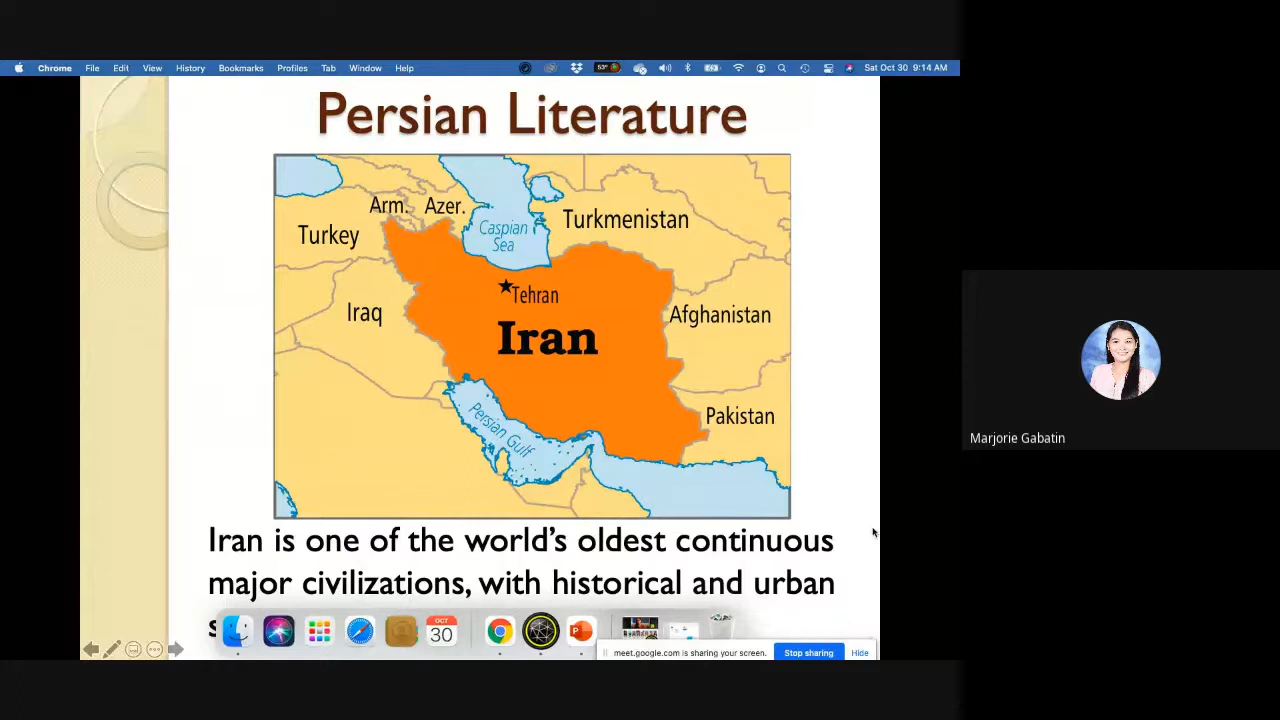 Chrome File Edit View History Bookmarks Profiles Tab Window Help 53° Sat Oct 30 9:14 AM
Persian Literature
Arm. Azer.
Caspian
Sea
Turkmenistan
Turkey
Tehran
Iraq
Afghanistan
Iran
Pakistan
Persian Gulf
Iran is one of the world's oldest continuous
major civilizations, with historical and urban
s
OCT
30
meet.google.com is sharing your screen. Stop sharing Hide
Marjorie Gabatin